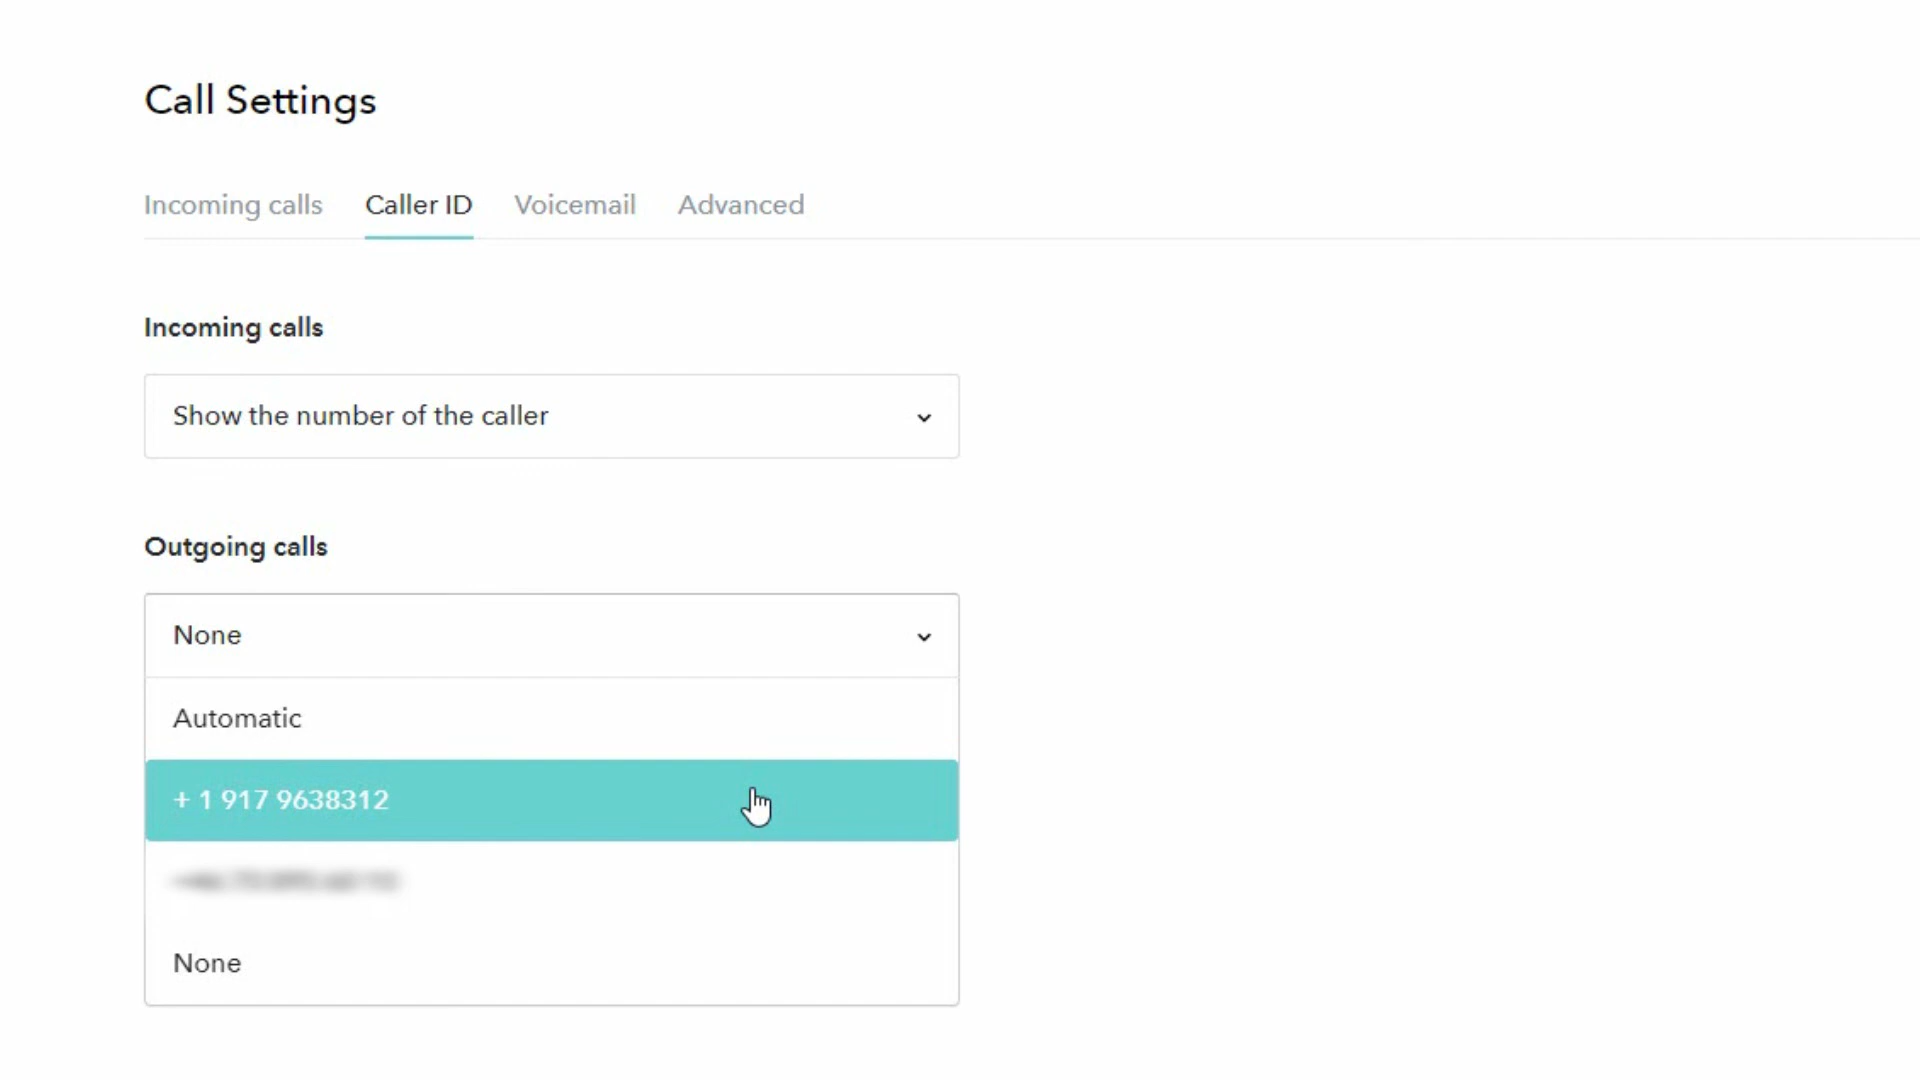 Call Settings
Incoming calls Caller ID Voicemail Advanced
Incoming calls
Show the number of the caller
Outgoing calls
None
Automatic
+ 1 917 9638312
None